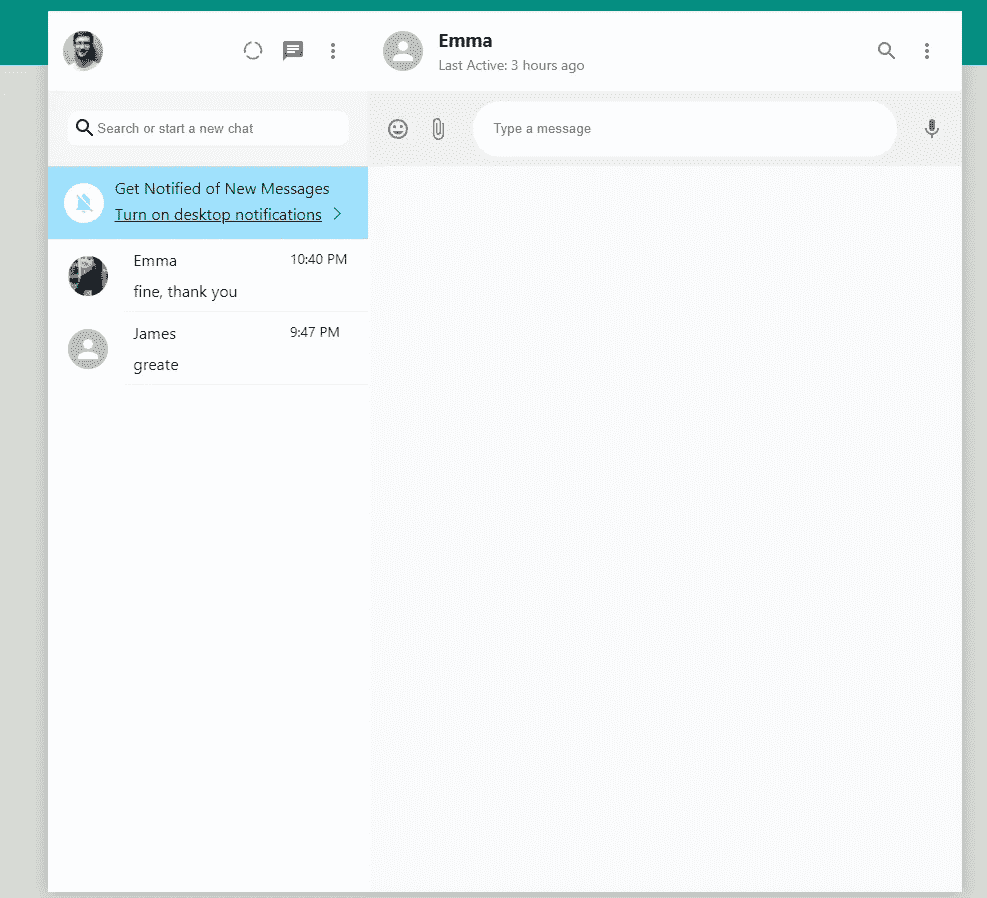 Emma
Last Active: 3 hours ago
Search or start a new chat
Type a message
Get Notified of New Messages
Turn on desktop notifications
Emma 10:40 PM
fine, thank you
James 9:47 PM
greate